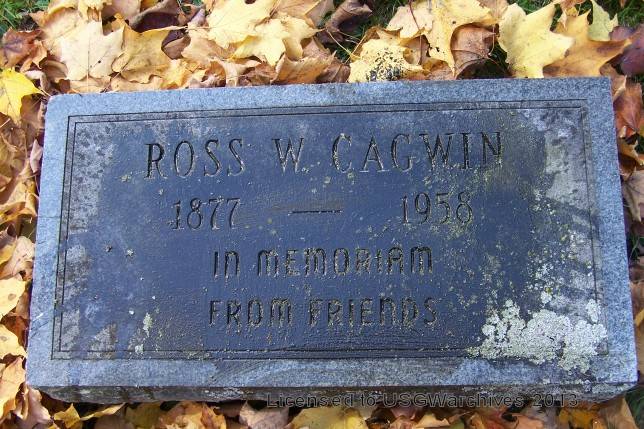 ROSS W. CAGWIN
1877 — 1958
IN MEMORIAM
FROM FRIENDS
Licensed to USGWarchives 2013